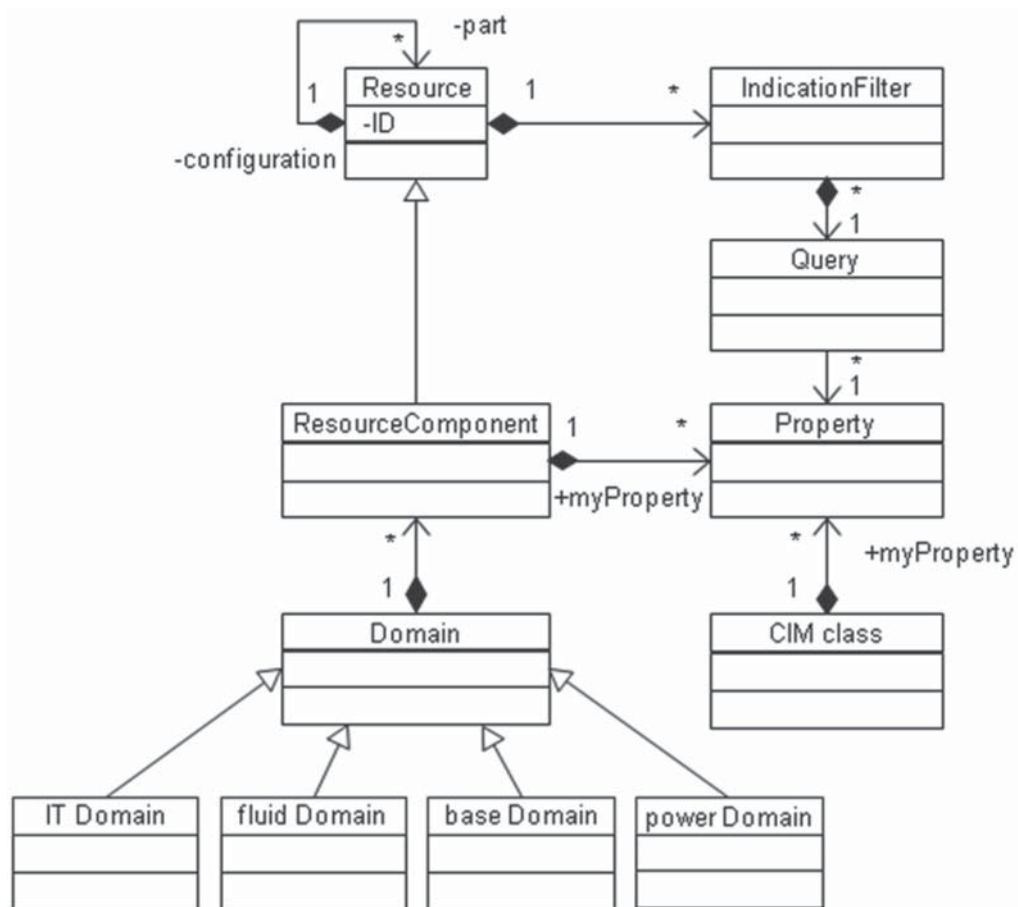 -part
*
1
Resource
1
*
IndicationFilter
-ID
-configuration
*
1
Query
*
1
ResourceComponent
1
*
Property
+myProperty
*
*
+myProperty
1
1
Domain
CIM class
IT Domain
fluid Domain
base Domain
power Domain